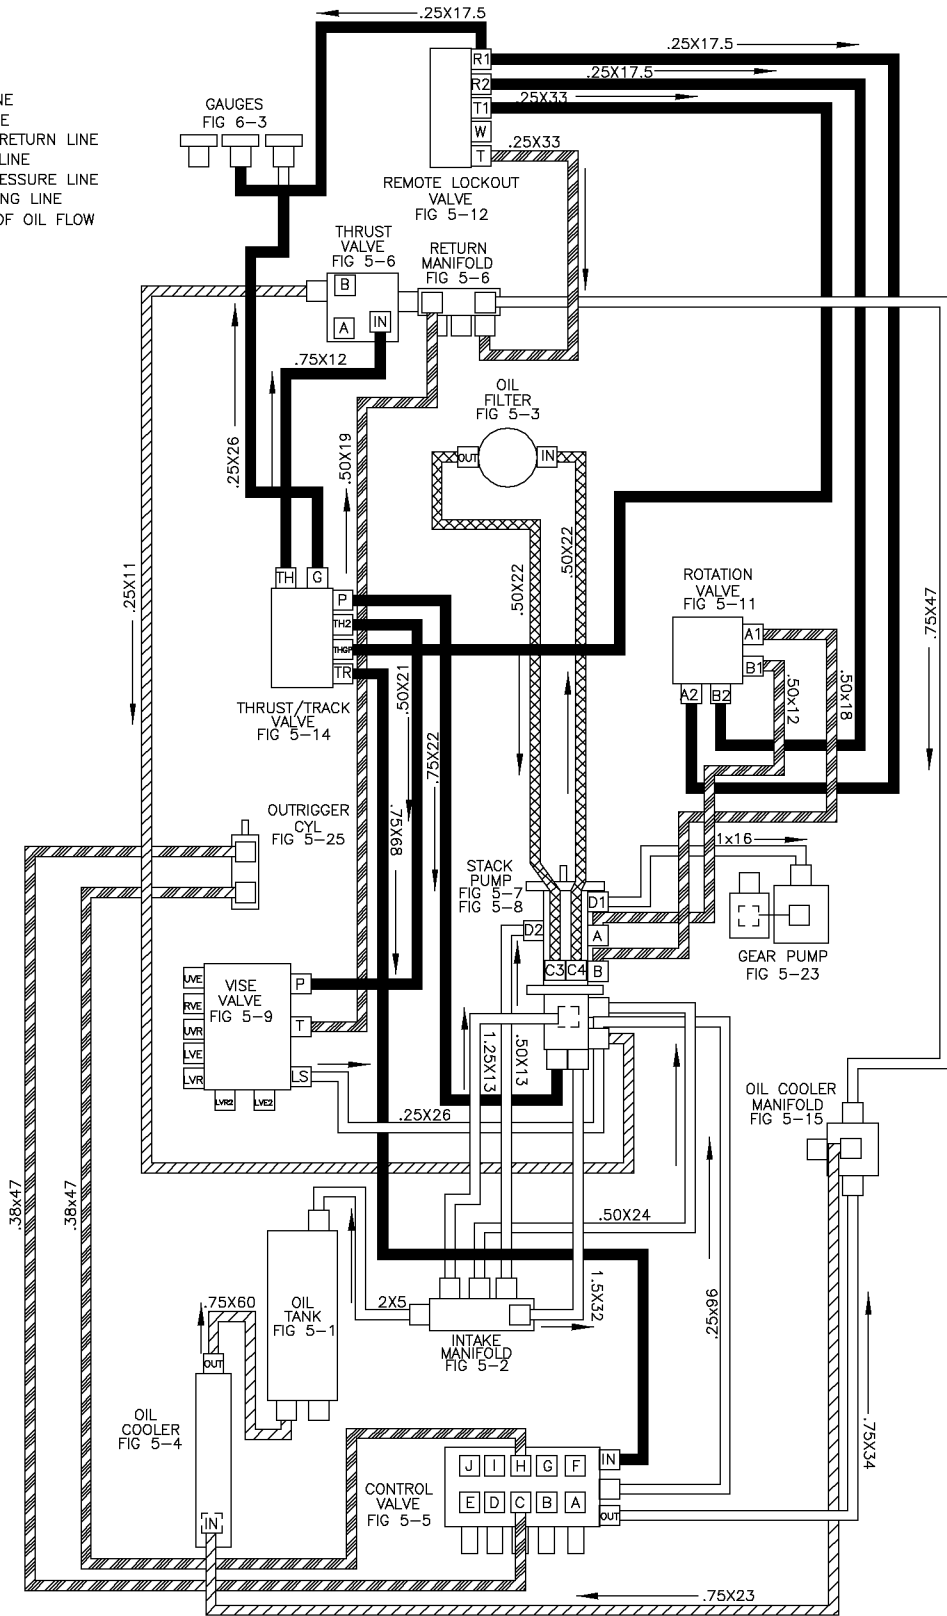 .25X17.5
.25X17.5
.25X17.5
.25X33
R1
R2
T1
W
T
.25X33
NE
E
RETURN LINE
LINE
ESSURE LINE
NG LINE
OF OIL FLOW
GAUGES
FIG 6-3
REMOTE LOCKOUT
VALVE
FIG 5-12
THRUST
VALVE
FIG 5-6
RETURN
MANIFOLD
FIG 5-6
B
A
IN
.75X12
OIL
FILTER
FIG 5-3
OUT
IN
.25X26
.50X19
.25X11
.50X22
.50X22
.75X47
TH
G
P
TH2
THGP
TR
THRUST/TRACK
VALVE
FIG 5-14
.50X21
.75X22
.75X68
ROTATION
VALVE
FIG 5-11
A1
B1
A2
B2
.50x12
.50x18
OUTRIGGER
CYL
FIG 5-25
1x16
STACK
PUMP
FIG 5-7
FIG 5-8
D1
D2
A
B
C3
C4
GEAR PUMP
FIG 5-23
UVE
RVE
UVR
LVE
LVR
VISE
VALVE
FIG 5-9
P
T
LS
LVR2
LVE2
.25X26
1.25X13
.50X13
OIL COOLER
MANIFOLD
FIG 5-15
.38x47
.38x47
.50X24
1.5X32
.25X96
.75X60
OIL
TANK
FIG 5-1
2X5
INTAKE
MANIFOLD
FIG 5-2
OUT
OIL
COOLER
FIG 5-4
IN
.75X34
CONTROL
VALVE
FIG 5-5
J
I
H
G
F
IN
E
D
C
B
A
OUT
.75X23